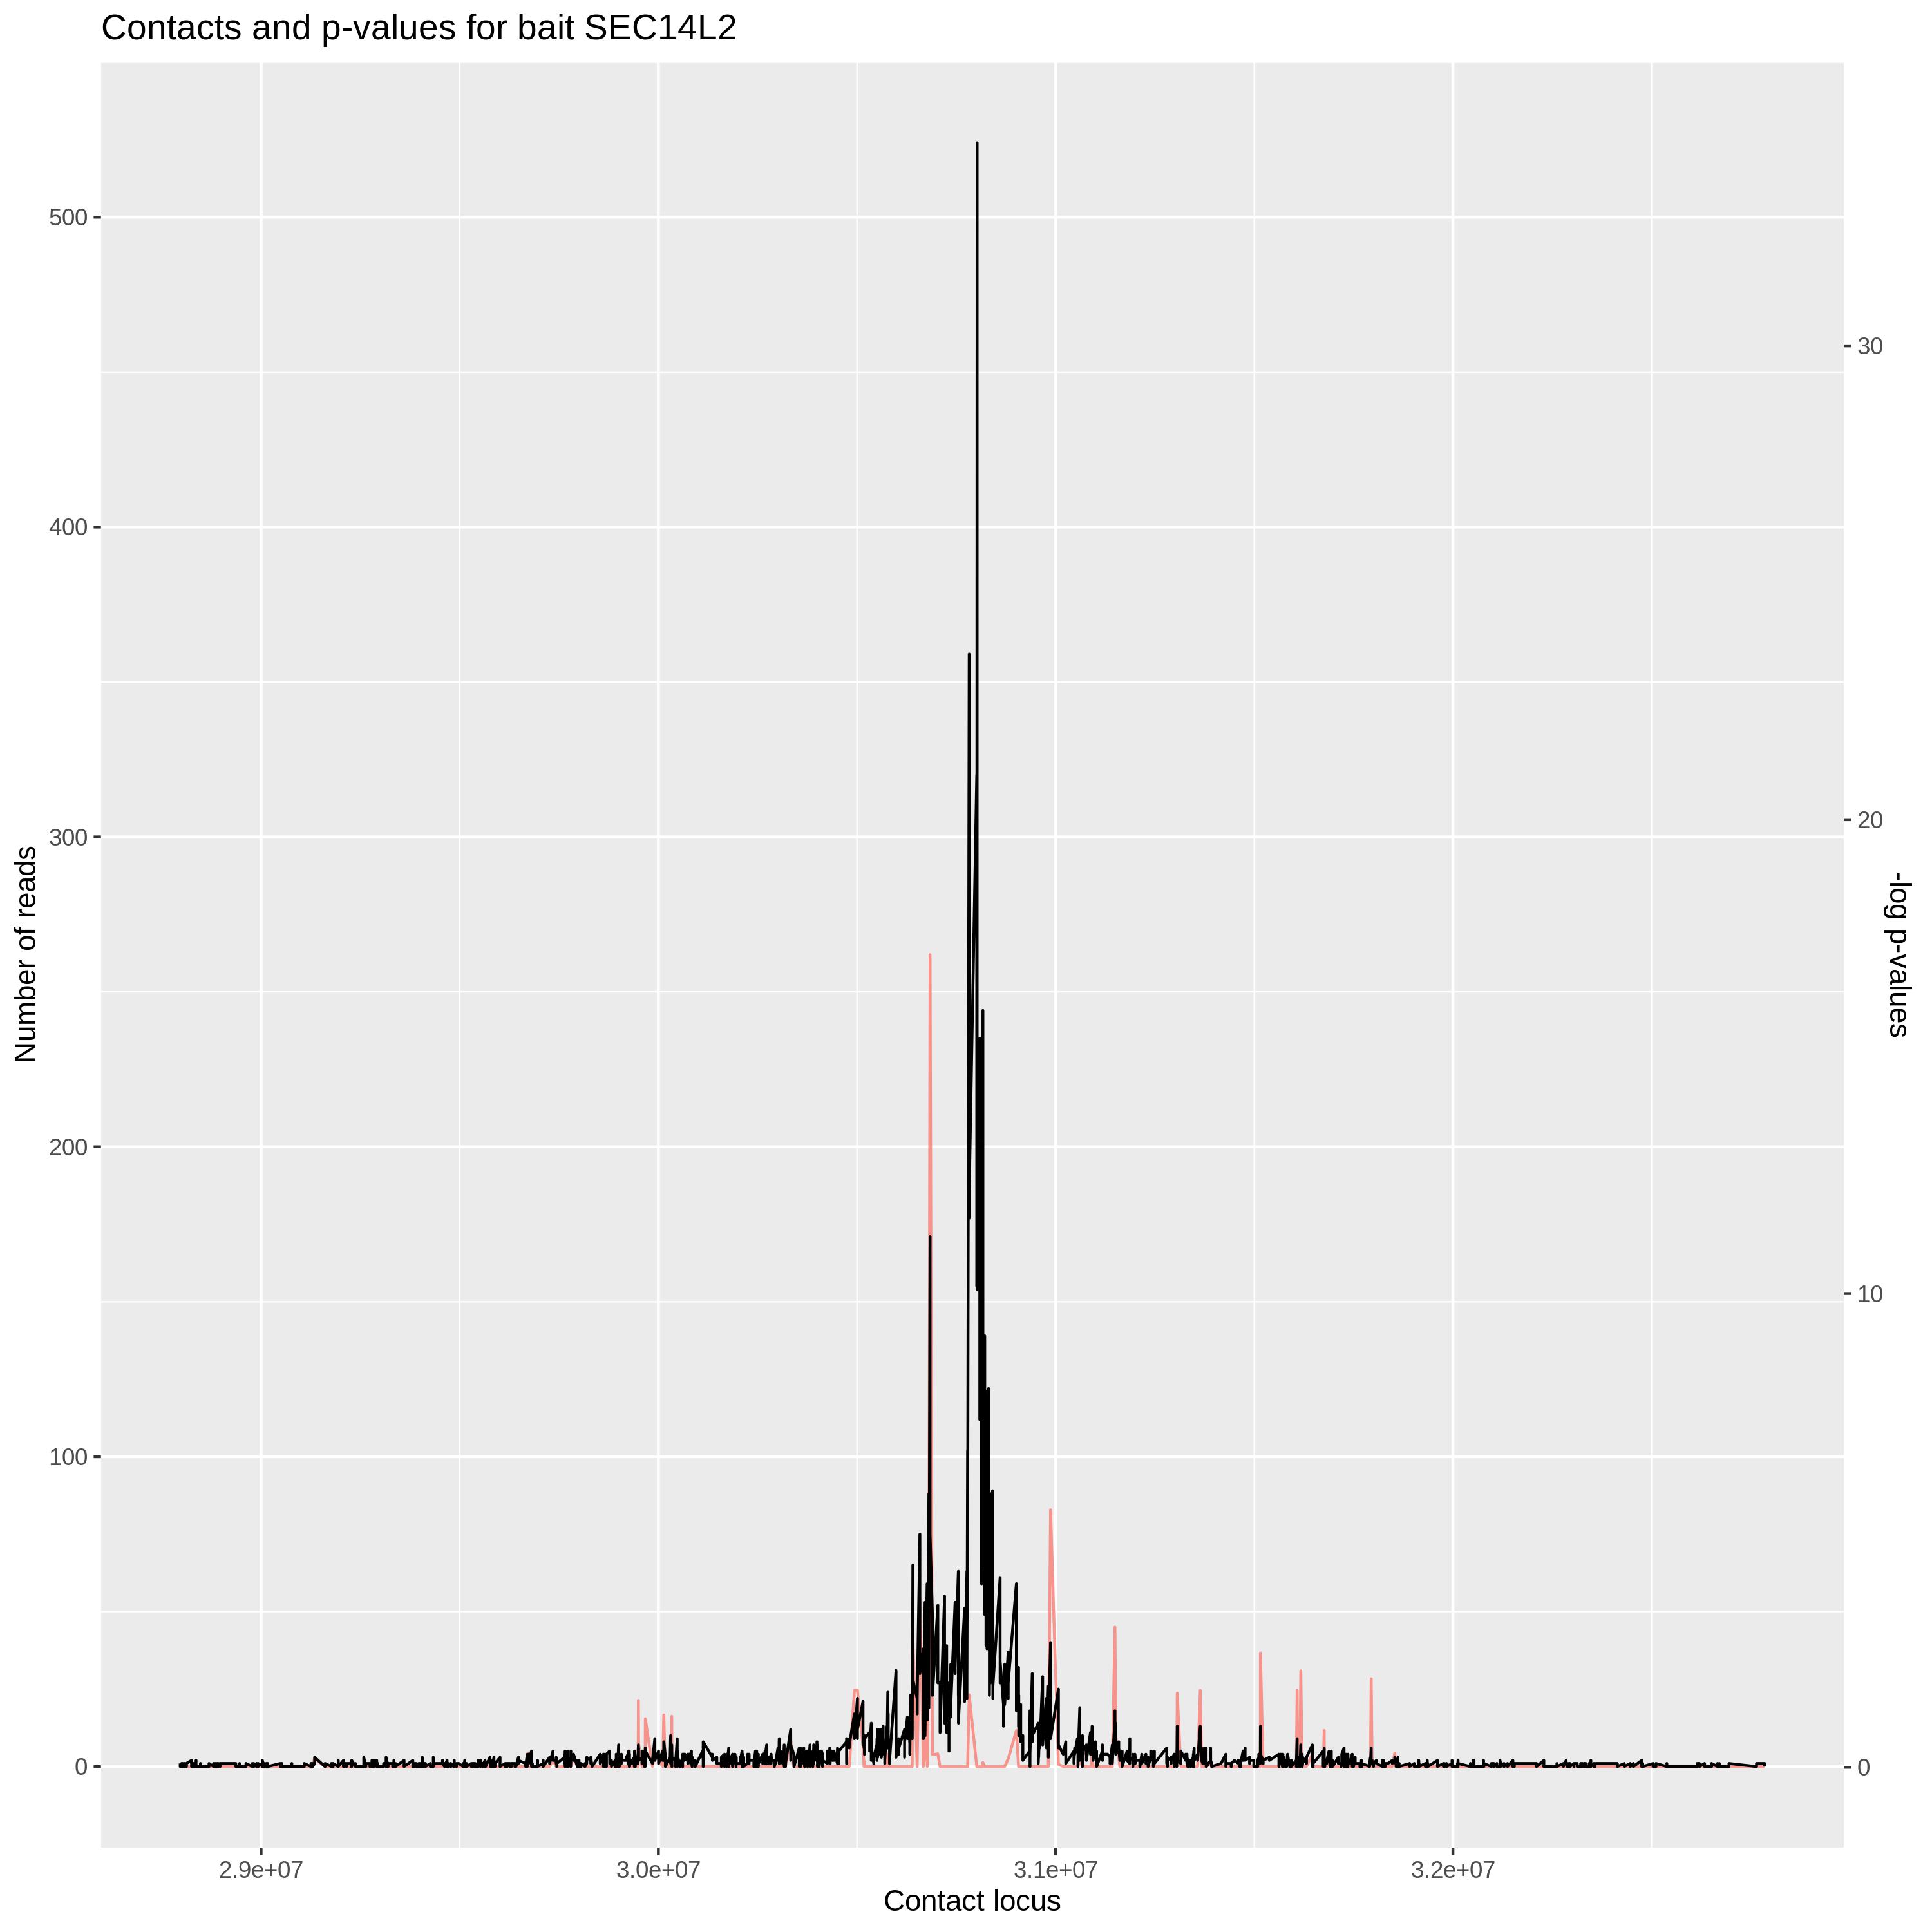 Contacts and p-values for bait SEC14L2
500
400
300
200
100
0
Number of reads
30
20
10
0
-log p-values
2.9e+07
3.0e+07
3.1e+07
3.2e+07
Contact locus